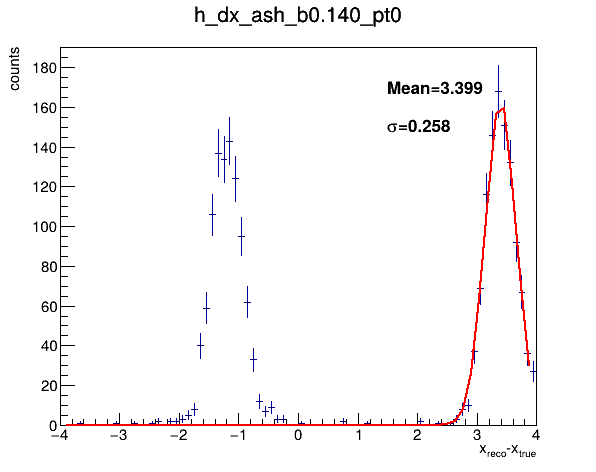 h_dx_ash_b0.140_pt0
counts
180
160
140
120
100
80
60
40
20
0
Mean=3.399
σ=0.258
−4 −3 −2 −1 0 1 2 3 4
x_reco-x_true